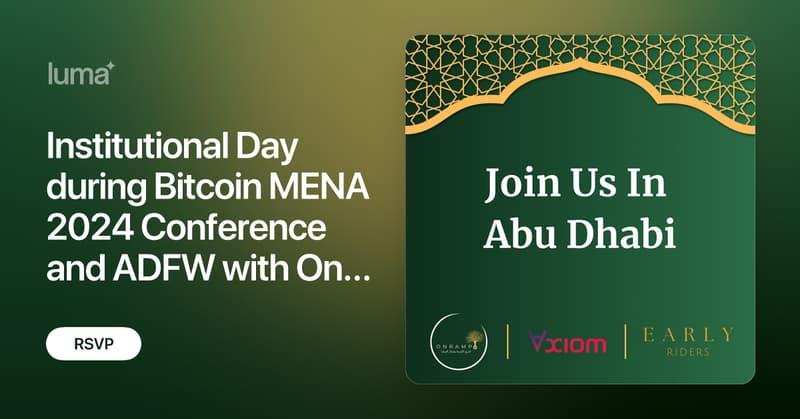 luma
Institutional Day
during Bitcoin MENA
2024 Conference
and ADFW with On...
RSVP
Join Us In
Abu Dhabi
ONRAMP
Axiom
EARLY
RIDERS